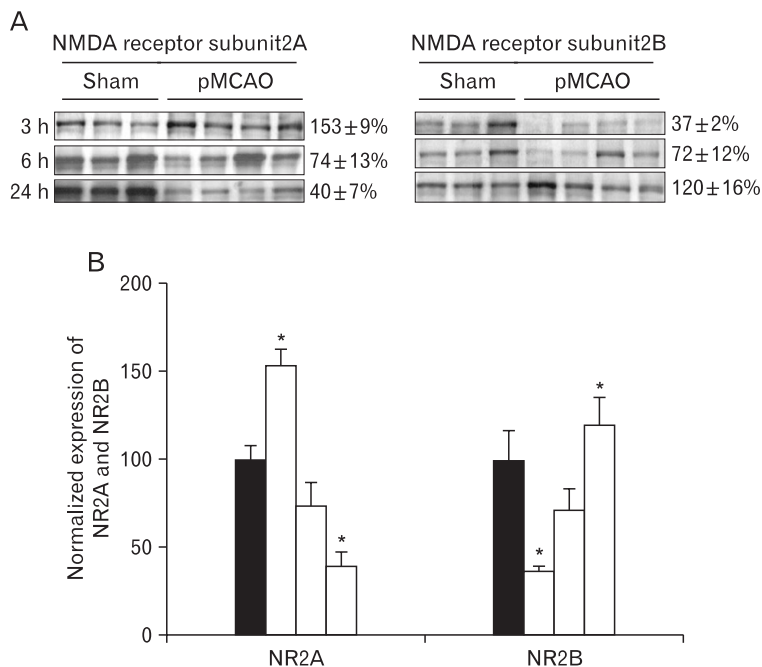 A
NMDA receptor subunit2A
NMDA receptor subunit2B
Sham pMCAO
Sham pMCAO
3 h 153±9% 37±2%
6 h 74±13% 72±12%
24 h 40±7% 120±16%
B
Normalized expression of
NR2A and NR2B
200
150
100
50
0
*
*
*
*
NR2A NR2B